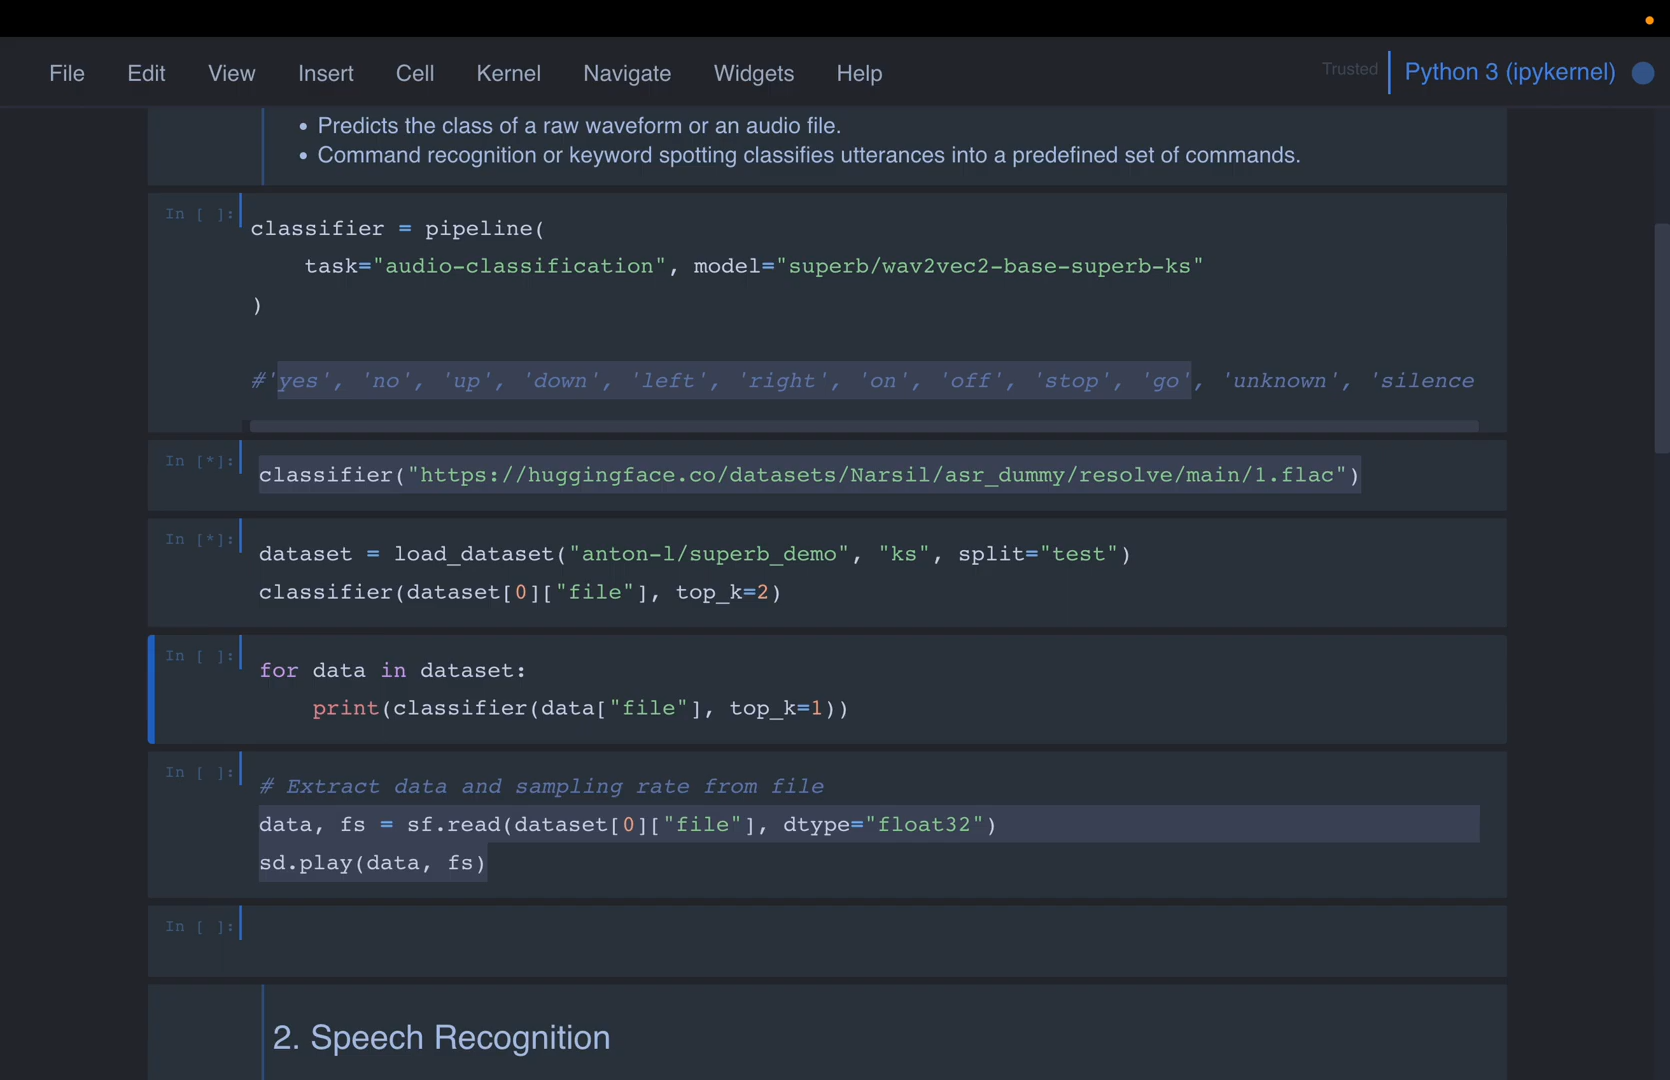 File Edit View Insert Cell Kernel Navigate Widgets Help Trusted Python 3 (ipykernel)
• Predicts the class of a raw waveform or an audio file.
• Command recognition or keyword spotting classifies utterances into a predefined set of commands.
In [ ]:
classifier = pipeline(
    task="audio-classification", model="superb/wav2vec2-base-superb-ks"
)
#'yes', 'no', 'up', 'down', 'left', 'right', 'on', 'off', 'stop', 'go', 'unknown', 'silence
In [*]:
classifier("https://huggingface.co/datasets/Narsil/asr_dummy/resolve/main/1.flac")
In [*]:
dataset = load_dataset("anton-l/superb_demo", "ks", split="test")
classifier(dataset[0]["file"], top_k=2)
In [ ]:
for data in dataset:
    print(classifier(data["file"], top_k=1))
In [ ]:
# Extract data and sampling rate from file
data, fs = sf.read(dataset[0]["file"], dtype="float32")
sd.play(data, fs)
In [ ]:
2. Speech Recognition